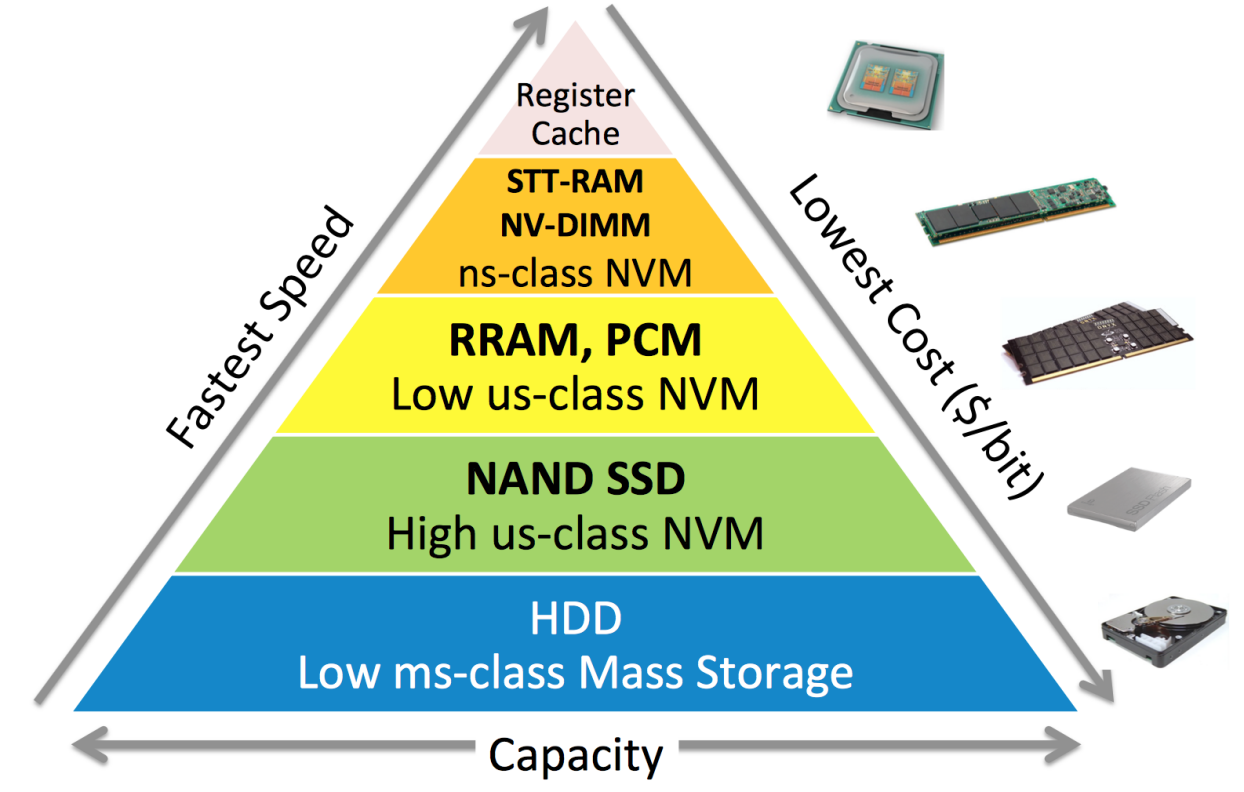 Register
Cache
STT-RAM
NV-DIMM
ns-class NVM
RRAM, PCM
Low us-class NVM
NAND SSD
High us-class NVM
HDD
Low ms-class Mass Storage
Fastest Speed
Lowest Cost ($/bit)
Capacity